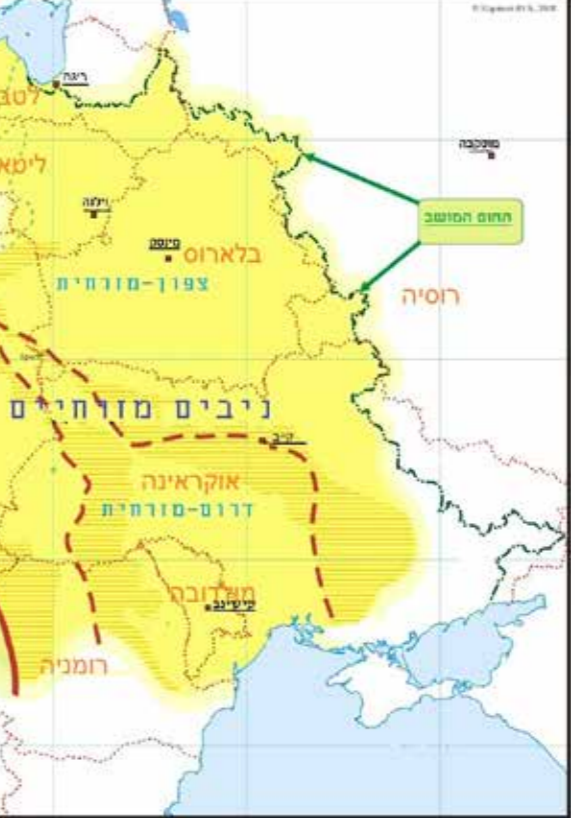 ריגה
לטב
מוסקבה
ליטא
וילנה
תחום המושב
מינסק
בלארוס
צפון-מזרחית
רוסיה
ניבים מזרחיים
קייב
אוקראינה
דרום-מזרחית
מולדובה
קישינב
רומניה